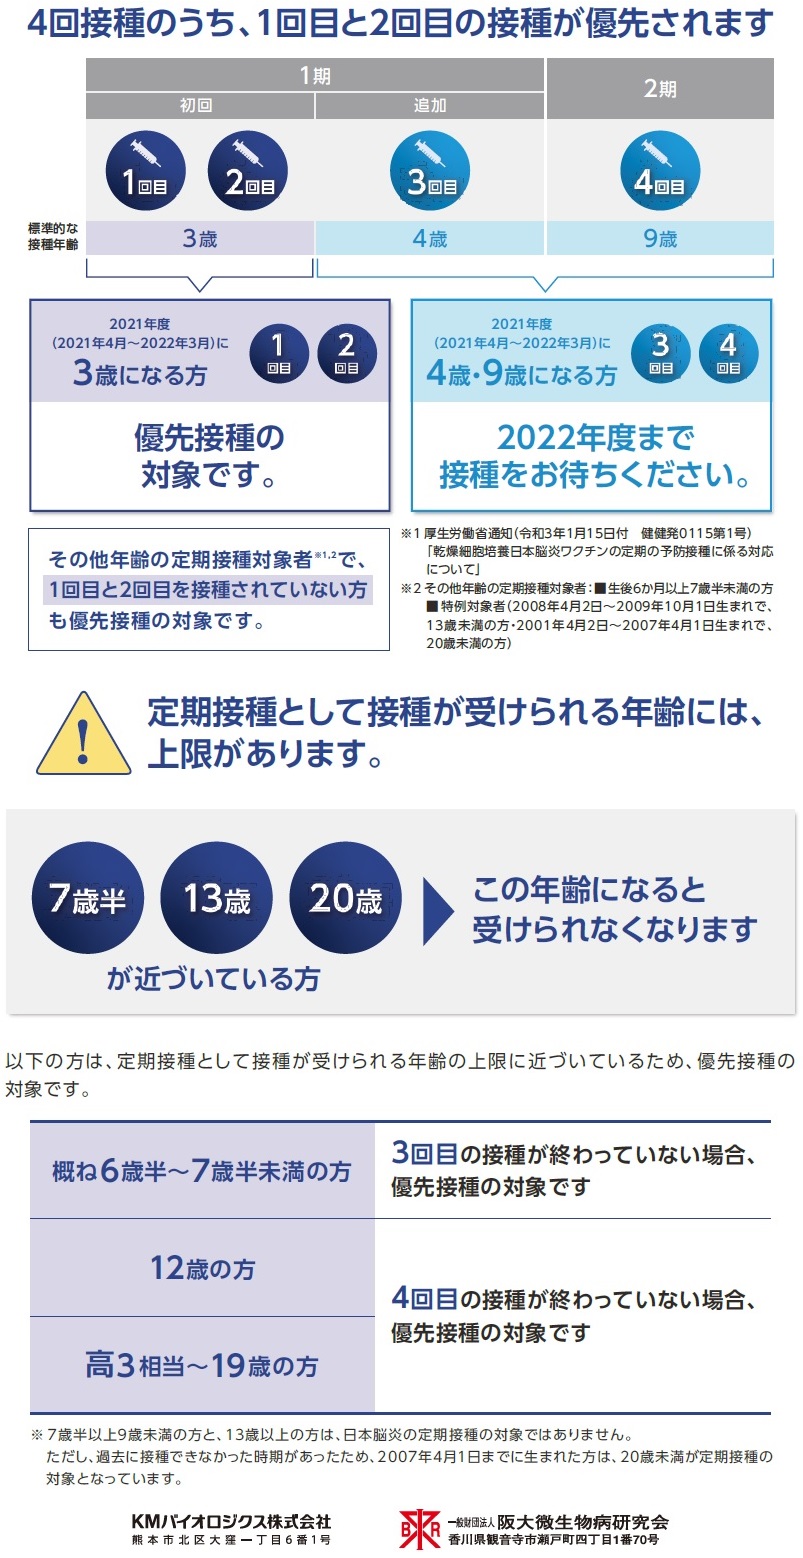 4回接種のうち、1回目と2回目の接種が優先されます
1期
2期
初回
追加
1回目
2回目
3回目
4回目
標準的な
接種年齢
3歳
4歳
9歳
2021年度
(2021年4月〜2022年3月)に
3歳になる方
1
回目
2
回目
優先接種の
対象です。
2021年度
(2021年4月〜2022年3月)に
4歳・9歳になる方
3
回目
4
回目
2022年度まで
接種をお待ちください。
その他年齢の定期接種対象者※1,2で、
1回目と2回目を接種されていない方
も優先接種の対象です。
※1 厚生労働省通知(令和3年1月15日付 健健発0115第1号)
「乾燥細胞培養日本脳炎ワクチンの定期の予防接種に係る対応
について」
※2 その他年齢の定期接種対象者：■生後6か月以上7歳半未満の方
■特例対象者(2008年4月2日〜2009年10月1日生まれで、
13歳未満の方・2001年4月2日〜2007年4月1日生まれで、
20歳未満の方)
!
定期接種として接種が受けられる年齢には、
上限があります。
7歳半
13歳
20歳
が近づいている方
この年齢になると
受けられなくなります
以下の方は、定期接種として接種が受けられる年齢の上限に近づいているため、優先接種の
対象です。
概ね6歳半〜7歳半未満の方
3回目の接種が終わっていない場合、
優先接種の対象です
12歳の方
4回目の接種が終わっていない場合、
優先接種の対象です
高3相当〜19歳の方
※ 7歳半以上9歳未満の方と、13歳以上の方は、日本脳炎の定期接種の対象ではありません。
ただし、過去に接種できなかった時期があったため、2007年4月1日までに生まれた方は、20歳未満が定期接種の
対象となっています。
KMバイオロジクス株式会社
熊本市北区大窪一丁目6番1号
BIKR
一般財団法人 阪大微生物病研究会
香川県観音寺市瀬戸町四丁目1番70号